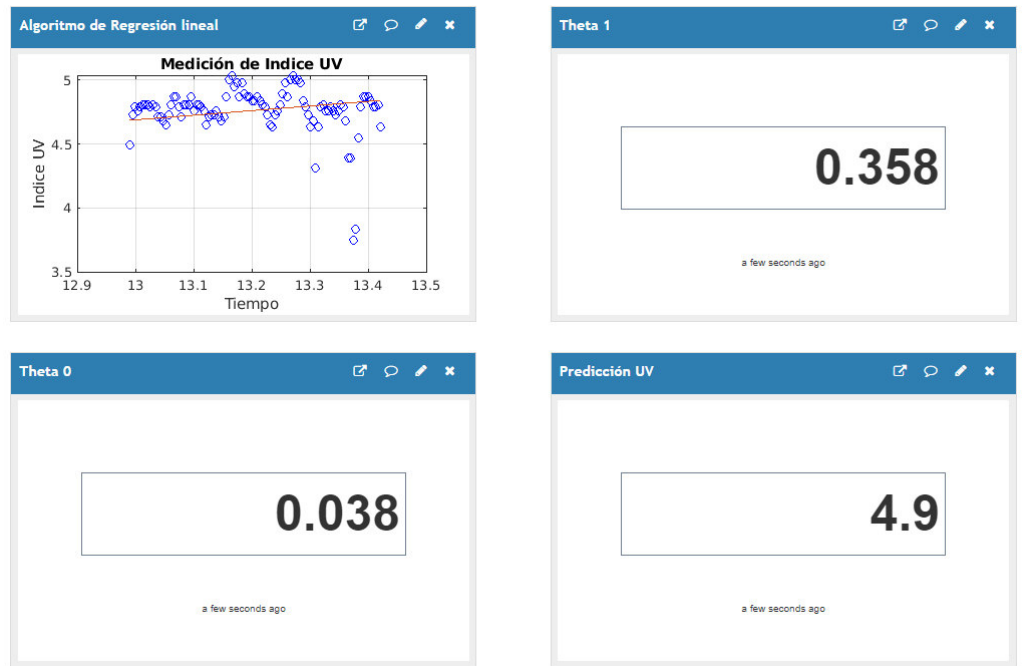 Algoritmo de Regresión lineal
Medición de Indice UV
Indice UV
5
4.5
4
3.5
12.9 13 13.1 13.2 13.3 13.4 13.5
Tiempo
Theta 1
0.358
a few seconds ago
Theta 0
0.038
a few seconds ago
Predicción UV
4.9
a few seconds ago